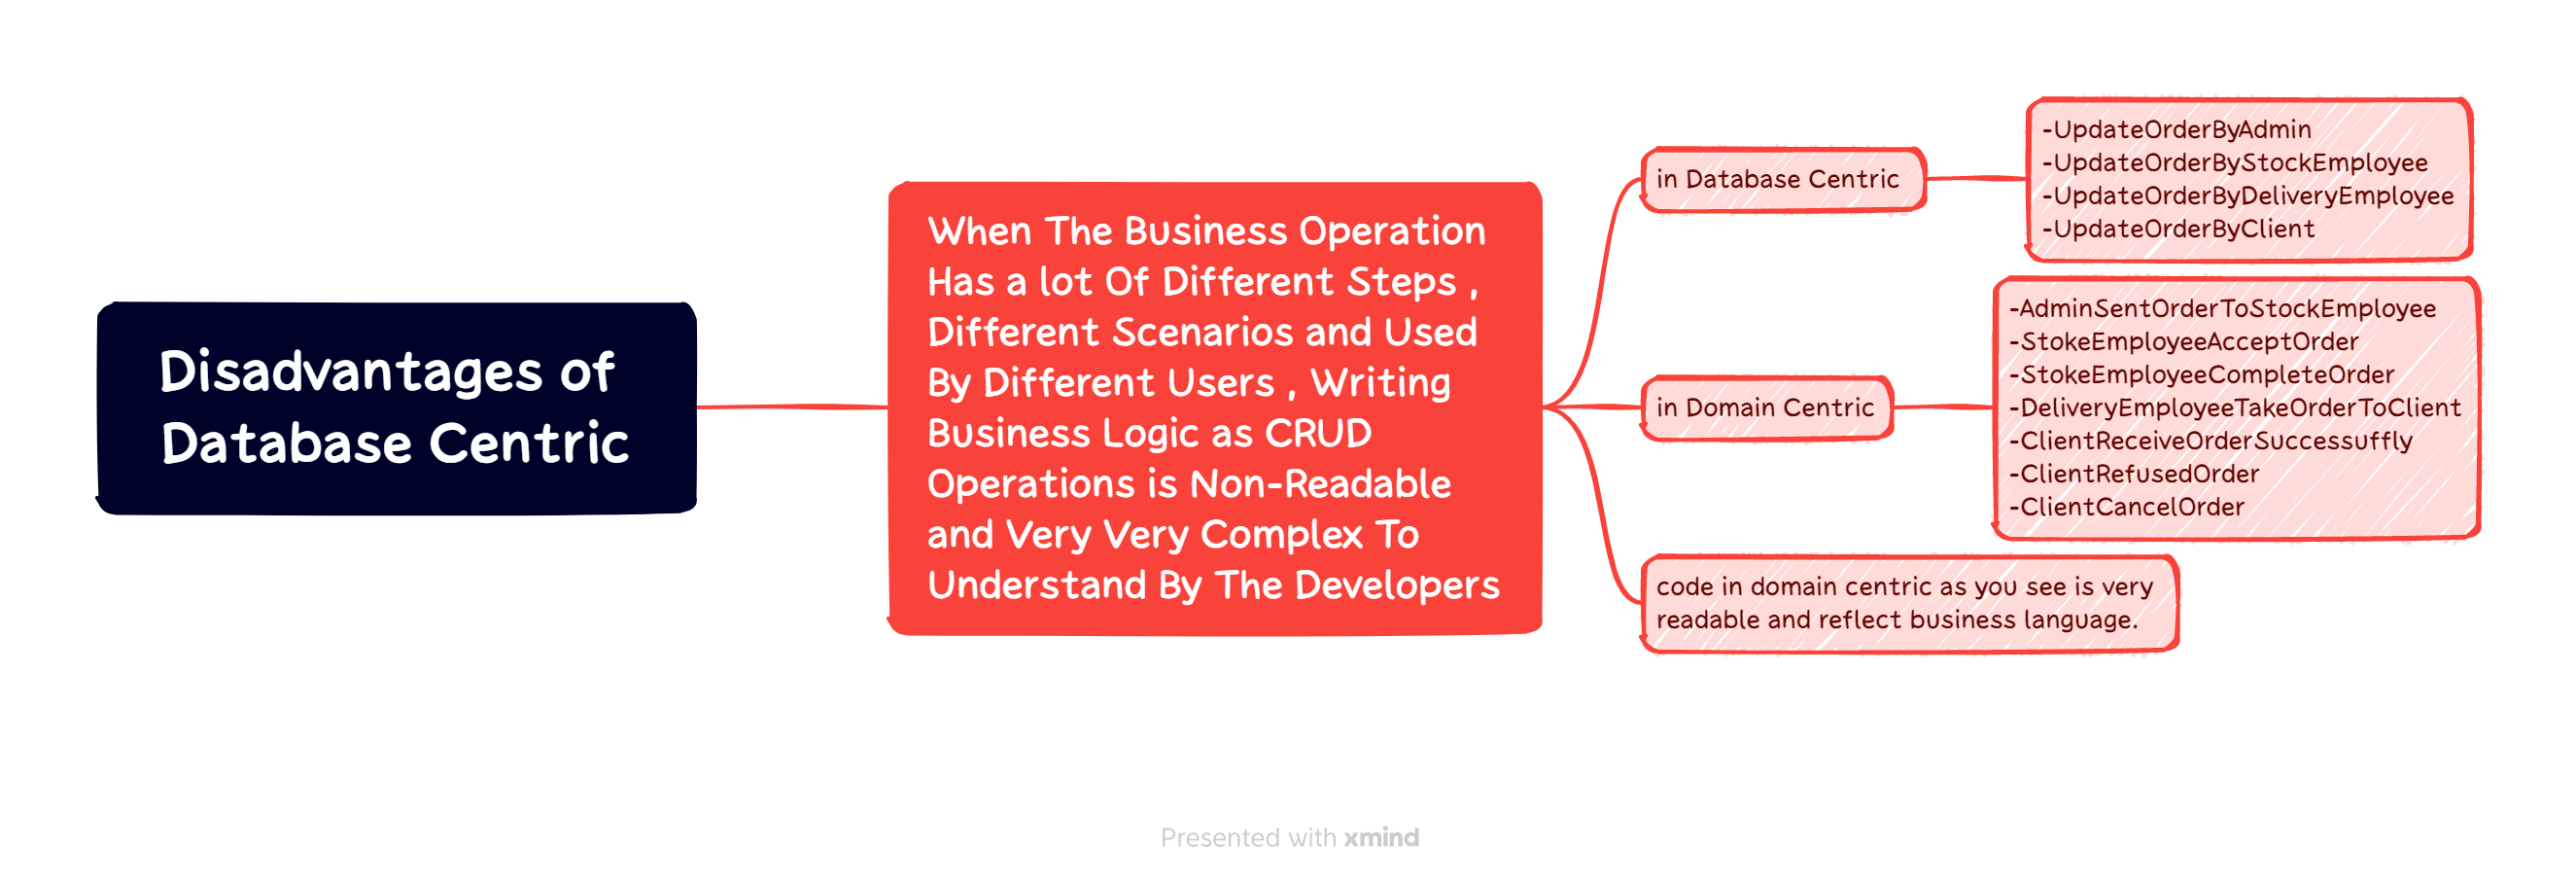 Disadvantages of
Database Centric
When The Business Operation
Has a lot Of Different Steps ,
Different Scenarios and Used
By Different Users , Writing
Business Logic as CRUD
Operations is Non-Readable
and Very Very Complex To
Understand By The Developers
in Database Centric
-UpdateOrderByAdmin
-UpdateOrderByStockEmployee
-UpdateOrderByDeliveryEmployee
-UpdateOrderByClient
in Domain Centric
-AdminSentOrderToStockEmployee
-StokeEmployeeAcceptOrder
-StokeEmployeeCompleteOrder
-DeliveryEmployeeTakeOrderToClient
-ClientReceiveOrderSuccessuffly
-ClientRefusedOrder
-ClientCancelOrder
code in domain centric as you see is very
readable and reflect business language.
Presented with xmind